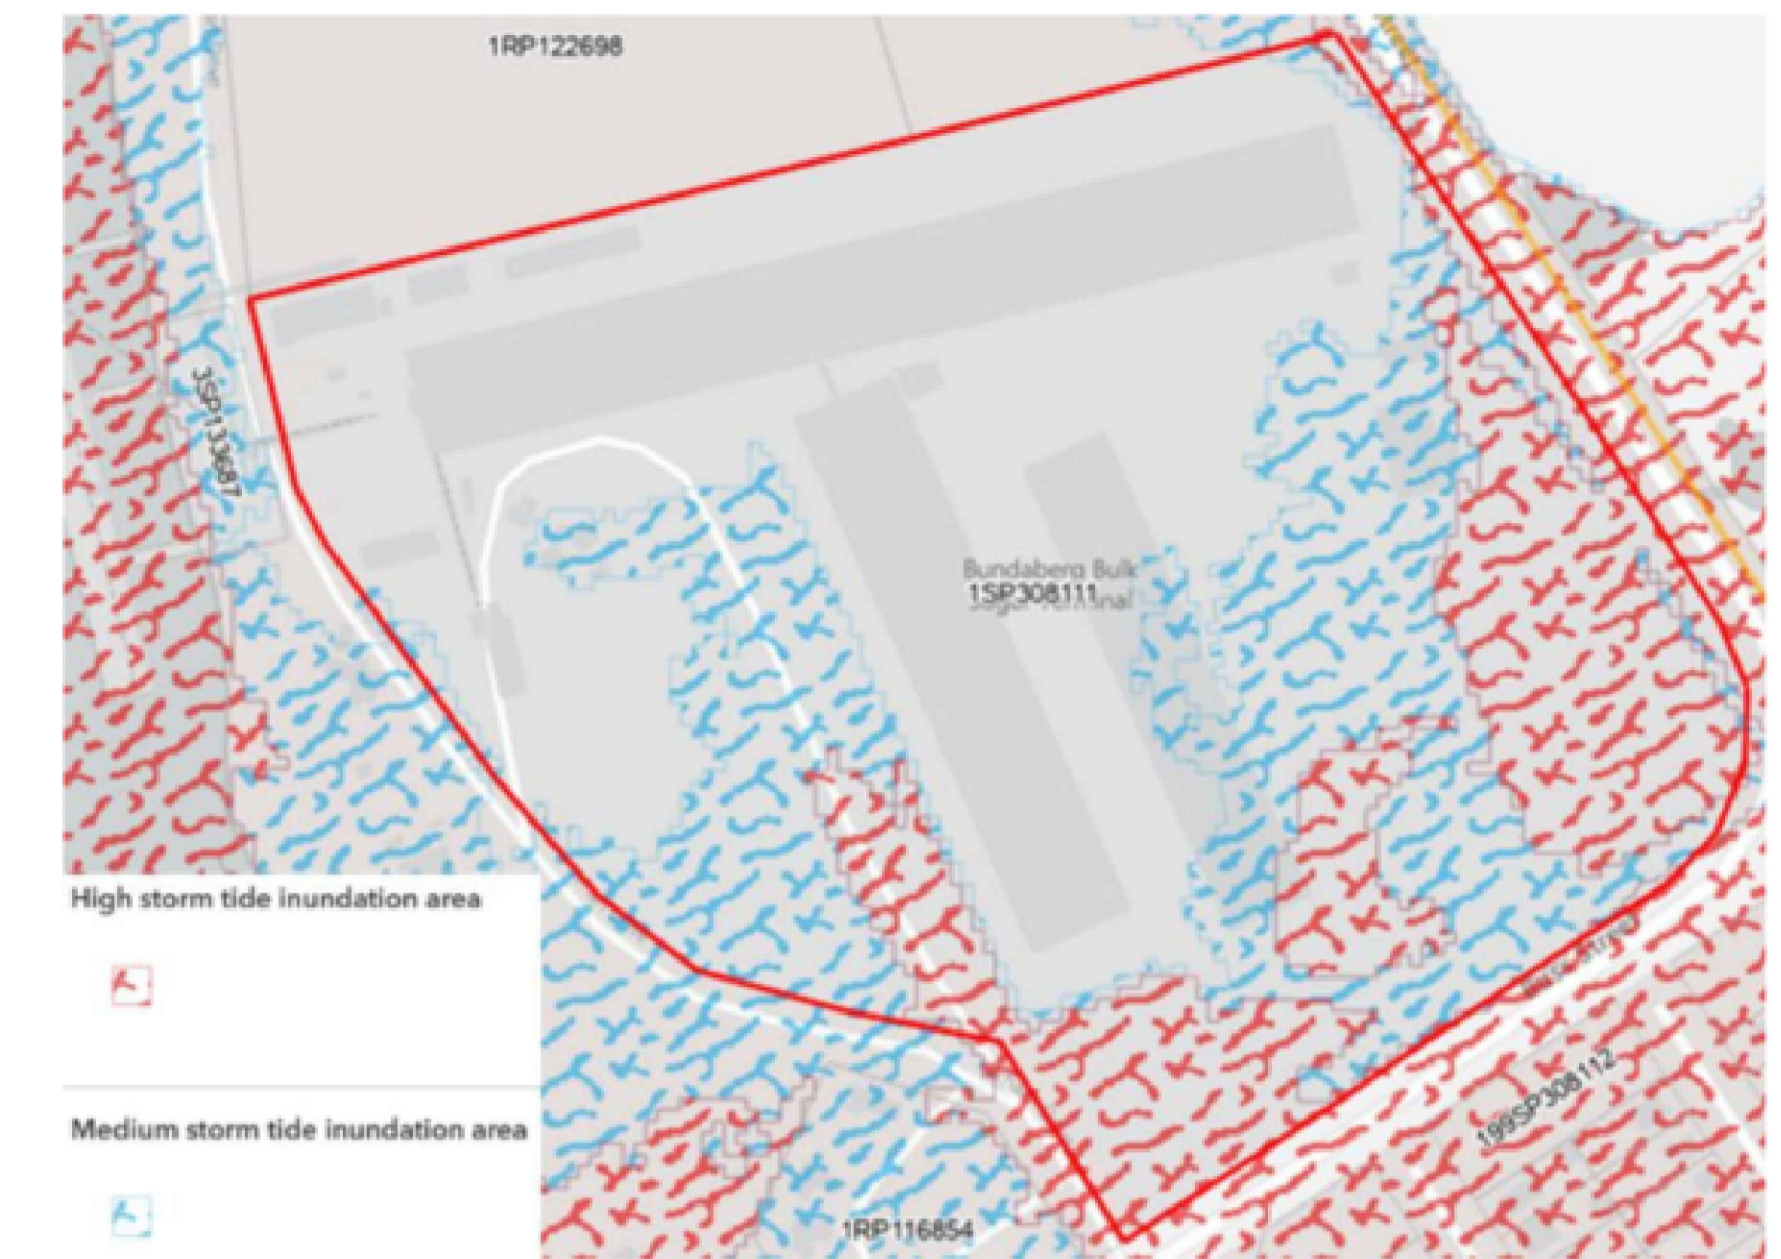 1RP122698
3SP133687
Bundaberg Bulk
1SP308111
High storm tide inundation area
199SP308112
Medium storm tide inundation area
1RP116854